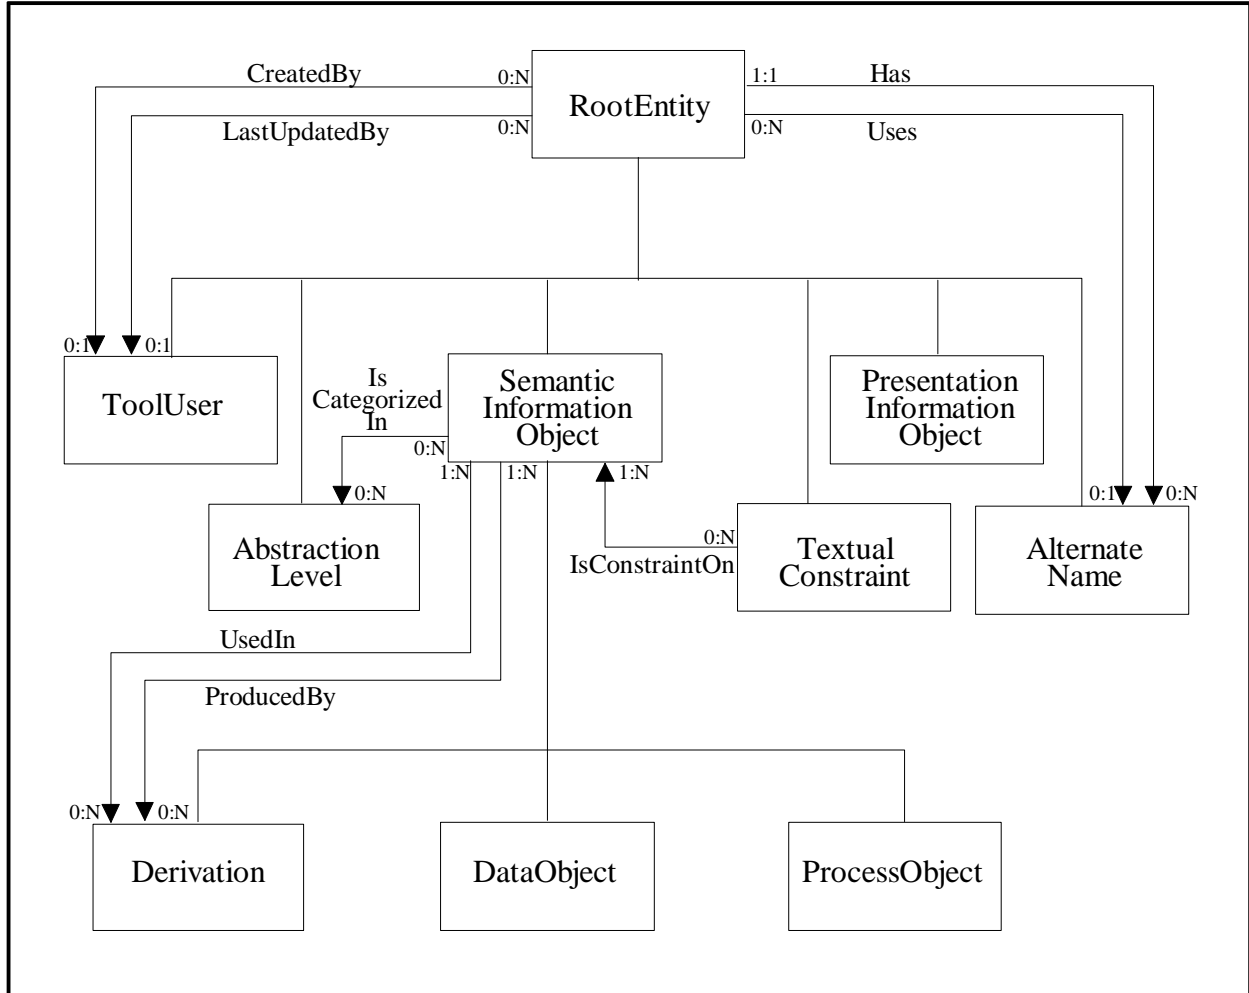 CreatedBy
0:N
1:1
Has
RootEntity
LastUpdatedBy
0:N
0:N
Uses
0:1
0:1
ToolUser
Is
Categorized
In
0:N
Semantic
Information
Object
Presentation
Information
Object
1:N
1:N
1:N
0:N
0:1
0:N
Abstraction
Level
0:N
IsConstraintOn
Textual
Constraint
Alternate
Name
UsedIn
ProducedBy
0:N
0:N
Derivation
DataObject
ProcessObject